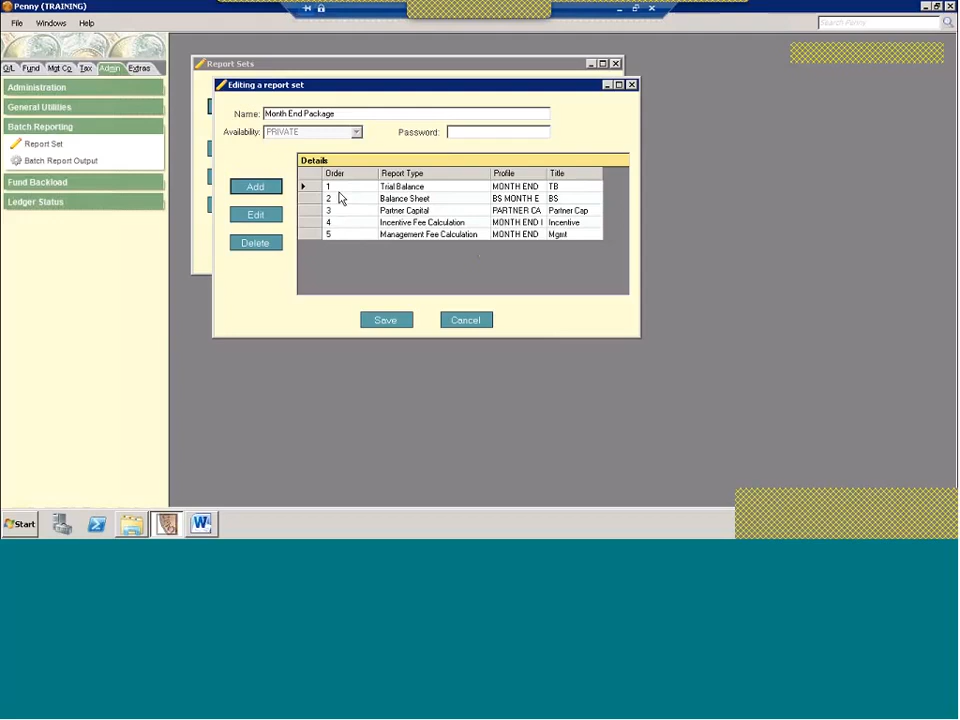 Penny (TRAINING)
File Windows Help
Search Penny
G/L Fund Mgt Co Tax Admin Extras
Administration
General Utilities
Batch Reporting
Report Set
Batch Report Output
Fund Backload
Ledger Status
Report Sets
Editing a report set
Name: Month End Package
Availability: PRIVATE Password:
Details
Order Report Type Profile Title
1 Trial Balance MONTH END TB
2 Balance Sheet BS MONTH E BS
3 Partner Capital PARTNER CA Partner Cap
4 Incentive Fee Calculation MONTH END I Incentive
5 Management Fee Calculation MONTH END Mgmt
Add
Edit
Delete
Save Cancel
Start